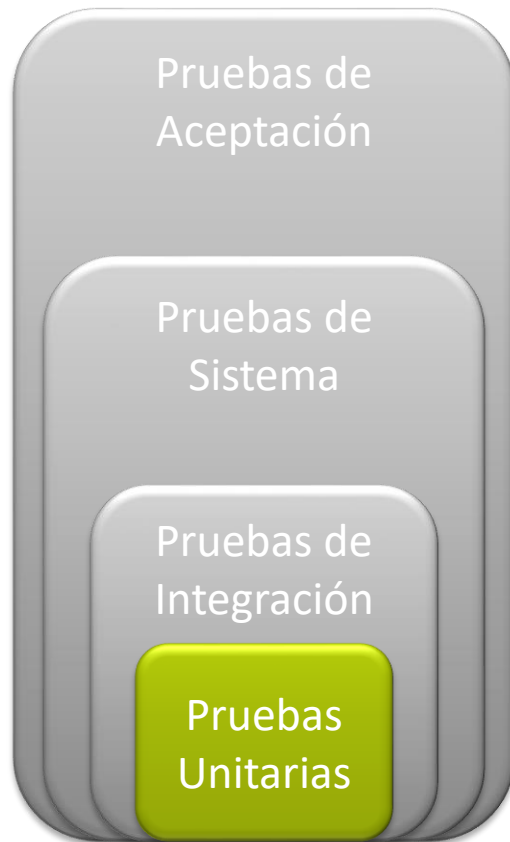 Pruebas de
Aceptación
Pruebas de
Sistema
Pruebas de
Integración
Pruebas
Unitarias